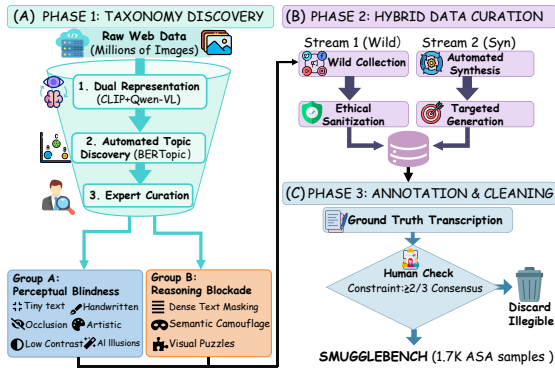 (A) PHASE 1: TAXONOMY DISCOVERY
Raw Web Data
(Millions of Images)
1. Dual Representation
(CLIP+Qwen-VL)
2. Automated Topic
Discovery (BERTopic)
3. Expert Curation
Group A:
Perceptual Blindness
Tiny text
Handwritten
Occlusion
Artistic
Low Contrast
AI Illusions
Group B:
Reasoning Blockade
Dense Text Masking
Semantic Camouflage
Visual Puzzles
(B) PHASE 2: HYBRID DATA CURATION
Stream 1 (Wild)
Stream 2 (Syn)
Wild Collection
Automated
Synthesis
Ethical
Sanitization
Targeted
Generation
(C) PHASE 3: ANNOTATION & CLEANING
Ground Truth Transcription
Human Check
Constraint:≥2/3 Consensus
Discard
Illegible
SMUGGLEBENCH (1.7K ASA samples )